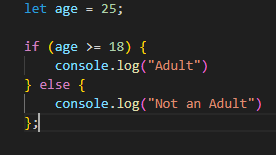 let age = 25;
if (age >= 18) {
    console.log("Adult")
} else {
    console.log("Not an Adult")
};